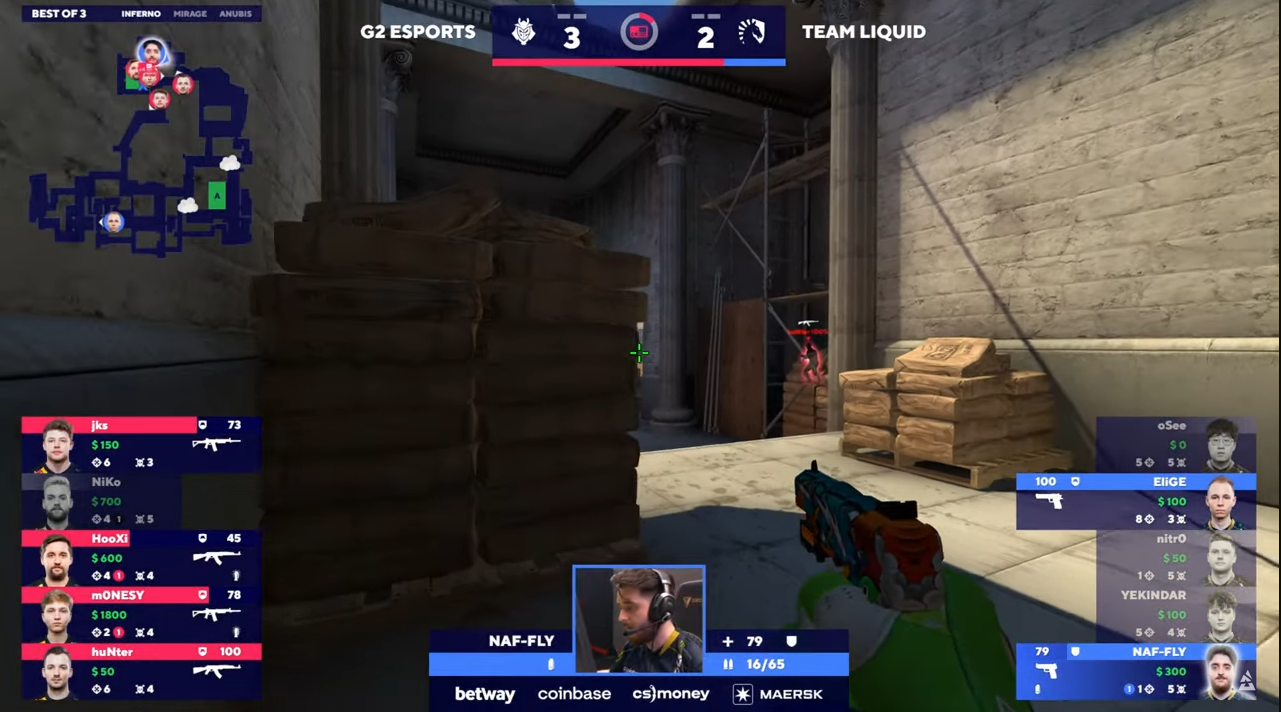 BEST OF 3 INFERNO MIRAGE ANUBIS
G2 ESPORTS 3 2 TEAM LIQUID
A
jks 73
$150
6 3
NiKo
$700
4 1 5
HooXi 45
$600
4 1 4
m0NESY 78
$1800
2 1 4
huNter 100
$50
6 4
NAF-FLY 79
16/65
betway coinbase cs)money MAERSK
oSee
$0
5 5
100 EliGE
$100
8 3
nitr0
$50
1 5
YEKINDAR
$100
5 4
79 NAF-FLY
$300
1 1 5